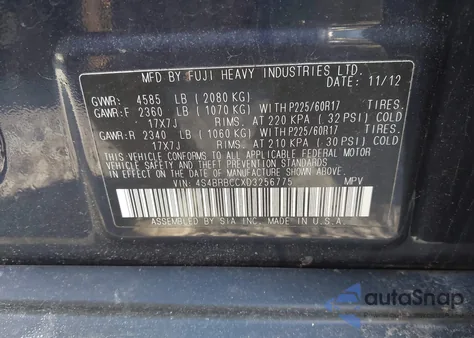 MFD. BY FUJI HEAVY INDUSTRIES LTD.
DATE: 11/12
GVWR: 4585 LB (2080 KG)
GAWR:F 2360 LB (1070 KG) WITH P225/60R17 TIRES.
17X7J RIMS. AT 220 KPA ( 32 PSI) COLD
GAWR:R 2340 LB (1060 KG) WITH P225/60R17 TIRES.
17X7J RIMS. AT 210 KPA ( 30 PSI) COLD
THIS VEHICLE CONFORMS TO ALL APPLICABLE FEDERAL MOTOR
VEHICLE SAFETY AND THEFT PREVENTION STANDARDS
IN EFFECT ON THE DATE OF MANUFACTURE SHOWN ABOVE.
VIN: 4S4BRBCCXD3256775 MPV
ASSEMBLED BY SIA INC. MADE IN U.S.A.
autoSnap